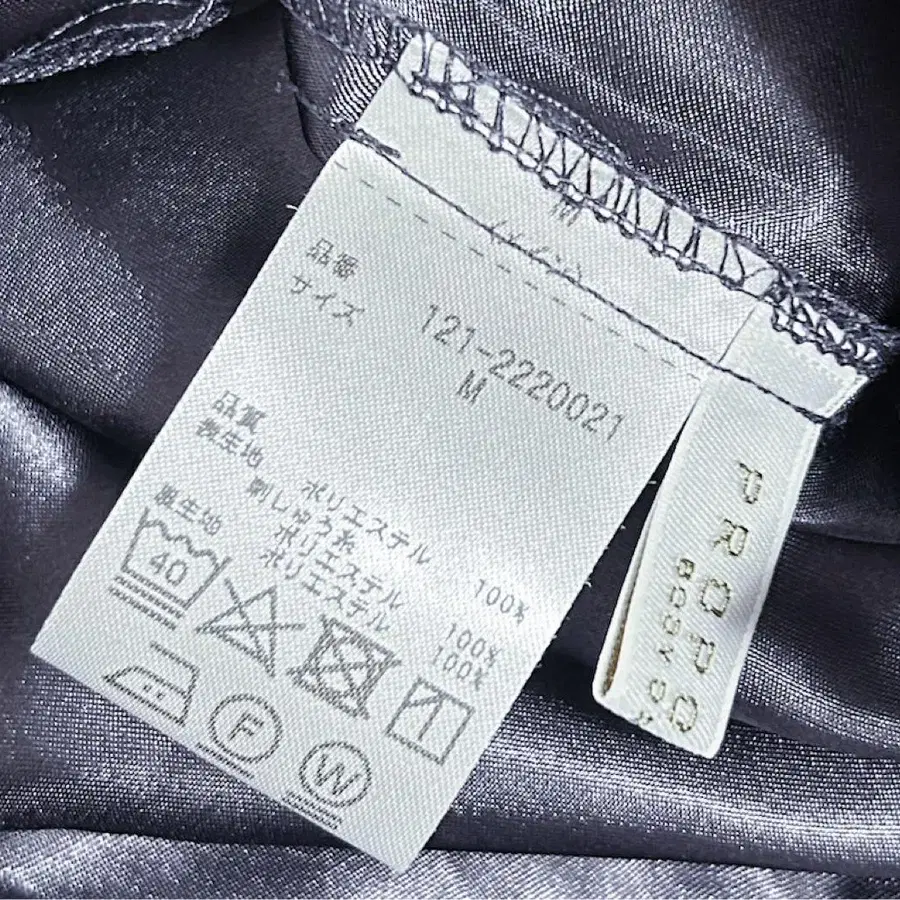 品番 121-2220021
サイズ M
品質
表生地 ポリエステル 100%
刺しゅう糸
ポリエステル 100%
裏生地 ポリエステル 100%
40
F
W
PROPO
BODY D